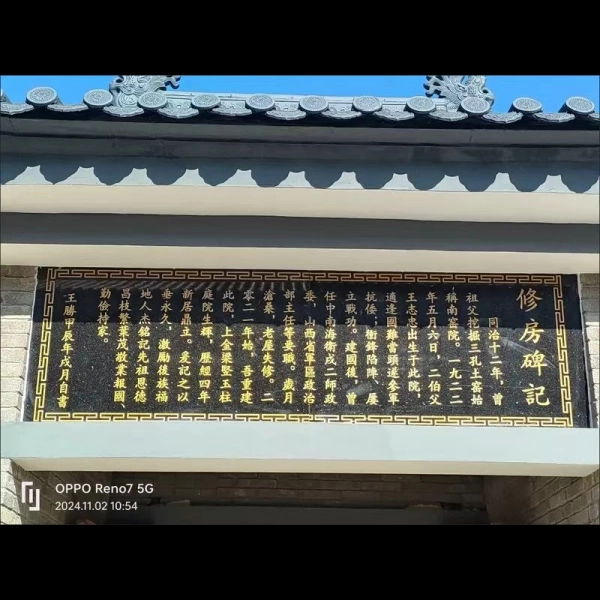 修房碑記
同治十二年，曾
祖父挖掘三孔土窑始
稱南窑院。一九二二
年五月六日，二伯父
王志忠出生于此院，
適逢國難當頭遂參軍
抗倭；衝鋒陷陣，屢
立戰功。建國後，曾
任中南海衛戍二師政
委，山西省軍區政治
部主任等要職。歲月
滄桑，老屋失修。二
零二一年始，吾重建
此院，上金梁竪玉柱
庭院生輝，歷經四年
新居鼎立。爰記之以
垂永久，激勵後族福
地人杰銘記先祖恩德
昌枝繁葉茂敬業報國、
勤儉持家。
王勝甲辰年戌月自書
OPPO Reno7 5G
2024.11.02 10:54